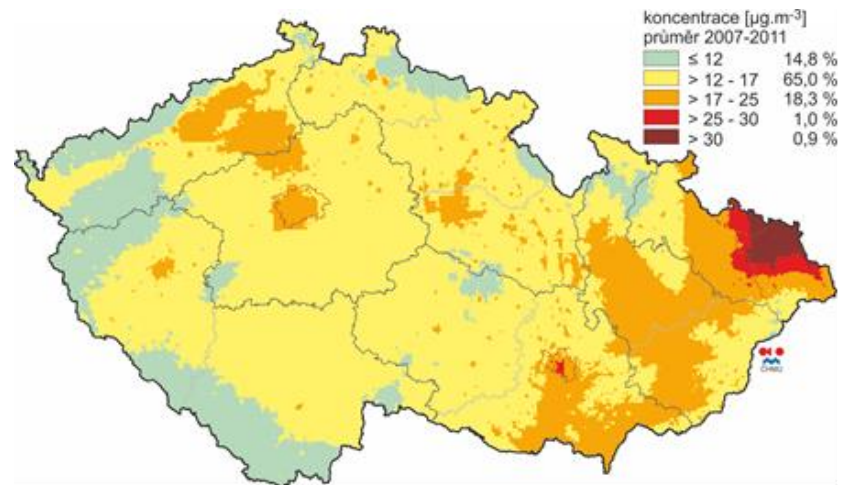 koncentrace [µg.m⁻³]
průměr 2007-2011
≤ 12 14,8 %
> 12 - 17 65,0 %
> 17 - 25 18,3 %
> 25 - 30 1,0 %
> 30 0,9 %
CHMU